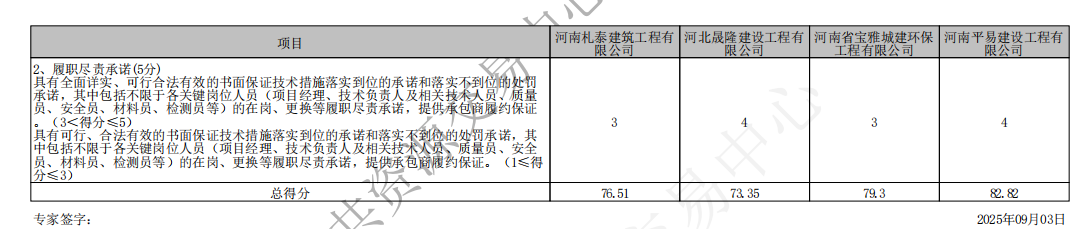 项目
河南札泰建筑工程有
限公司
河北晟隆建设工程有
限公司
河南省宝雅城建环保
工程有限公司
河南平易建设工程有
限公司
2、履职尽责承诺(5分)
具有全面详实、可行合法有效的书面保证技术措施落实到位的承诺和落实不到位的处罚
承诺，其中包括不限于各关键岗位人员（项目经理、技术负责人及相关技术人员、质量
员、安全员、材料员、检测员等）的在岗、更换等履职尽责承诺，提供承包商履约保证
。（3＜得分≤5）
具有可行、合法有效的书面保证技术措施落实到位的承诺和落实不到位的处罚承诺，其
中包括不限于各关键岗位人员（项目经理、技术负责人及相关技术人员、质量员、安全
员、材料员、检测员等）的在岗、更换等履职尽责承诺，提供承包商履约保证。（1≤得
分≤3）
3
4
3
4
总得分
76.51
73.35
79.3
82.82
专家签字:
2025年09月03日
共资源交易
易中心